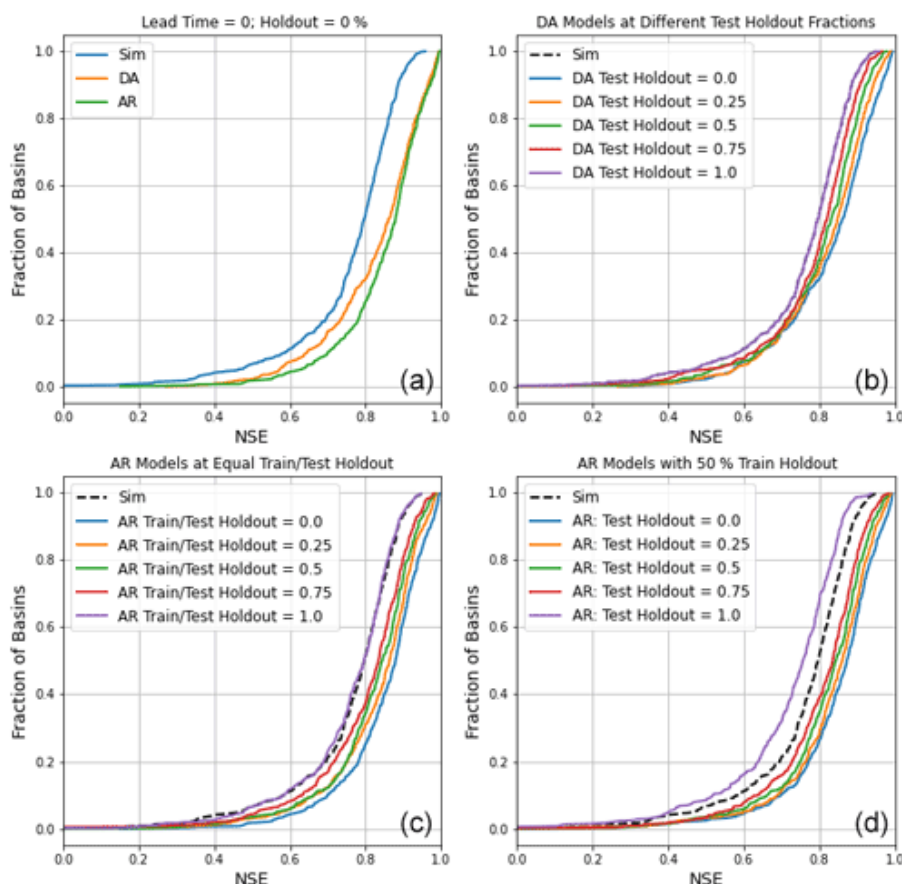 Lead Time = 0; Holdout = 0 %
1.0
0.8
0.6
0.4
0.2
0.0
Fraction of Basins
Sim
DA
AR
(a)
0.0 0.2 0.4 0.6 0.8 1.0
NSE
DA Models at Different Test Holdout Fractions
1.0
0.8
0.6
0.4
0.2
0.0
Fraction of Basins
Sim
DA Test Holdout = 0.0
DA Test Holdout = 0.25
DA Test Holdout = 0.5
DA Test Holdout = 0.75
DA Test Holdout = 1.0
(b)
0.0 0.2 0.4 0.6 0.8 1.0
NSE
AR Models at Equal Train/Test Holdout
1.0
0.8
0.6
0.4
0.2
0.0
Fraction of Basins
Sim
AR Train/Test Holdout = 0.0
AR Train/Test Holdout = 0.25
AR Train/Test Holdout = 0.5
AR Train/Test Holdout = 0.75
AR Train/Test Holdout = 1.0
(c)
0.0 0.2 0.4 0.6 0.8 1.0
NSE
AR Models with 50 % Train Holdout
1.0
0.8
0.6
0.4
0.2
0.0
Fraction of Basins
Sim
AR: Test Holdout = 0.0
AR: Test Holdout = 0.25
AR: Test Holdout = 0.5
AR: Test Holdout = 0.75
AR: Test Holdout = 1.0
(d)
0.0 0.2 0.4 0.6 0.8 1.0
NSE